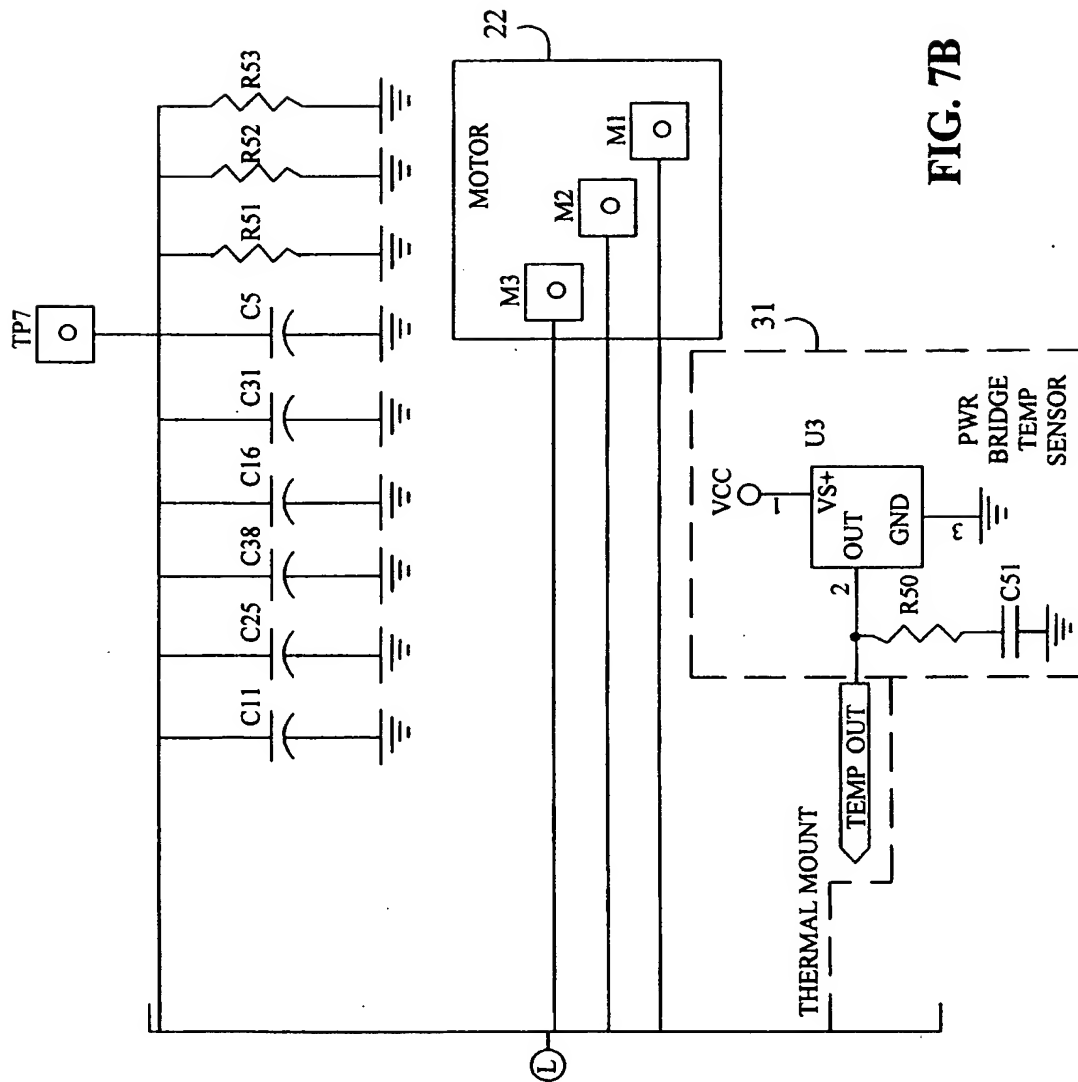 TP7
C11
C25
C38
C16
C31
C5
R51
R52
R53
22
MOTOR
M3
M2
M1
L
31
THERMAL MOUNT
TEMP OUT
VCC
1
U3
VS+
OUT
GND
2
3
R50
C51
PWR
BRIDGE
TEMP
SENSOR
FIG. 7B